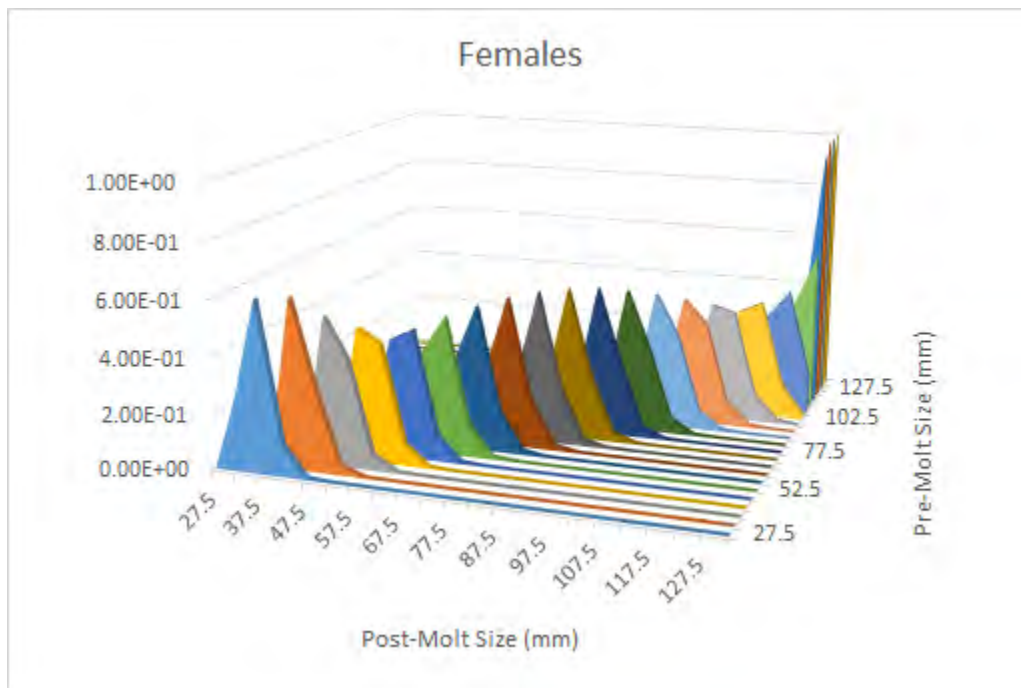 Females
1.00E+00
8.00E-01
6.00E-01
4.00E-01
2.00E-01
0.00E+00
27.5
37.5
47.5
57.5
67.5
77.5
87.5
97.5
107.5
117.5
127.5
Post-Molt Size (mm)
127.5
102.5
77.5
52.5
27.5
Pre-Molt Size (mm)